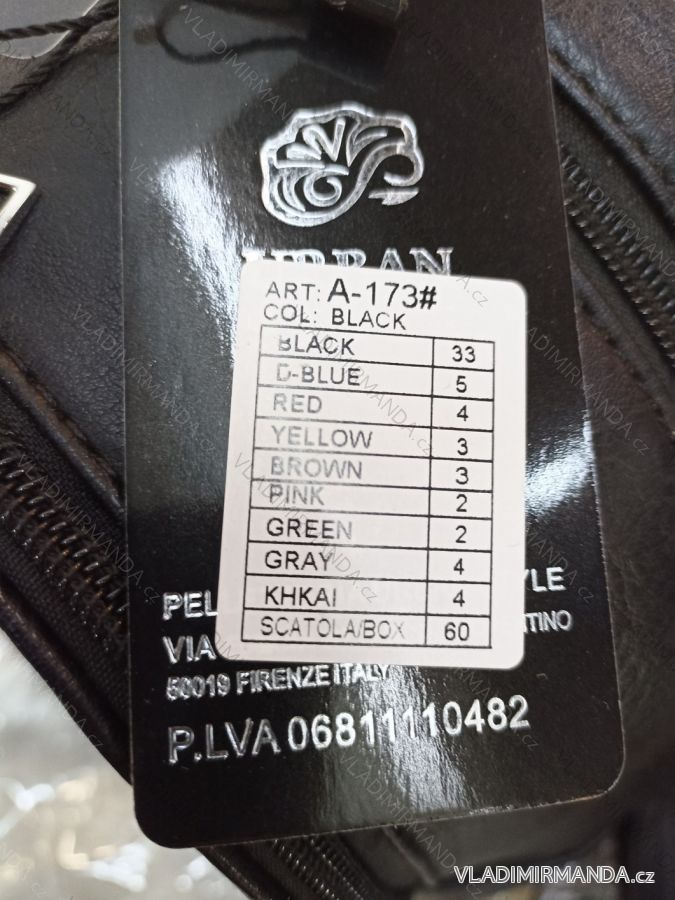 URBAN
ART: A-173#
COL: BLACK
BLACK 33
D-BLUE 5
RED 4
YELLOW 3
BROWN 3
PINK 2
GREEN 2
GRAY 4
KHKAI 4
SCATOLA/BOX 60
PEL YLE
VIA NTINO
50019 FIRENZE ITALY
P.LVA 06811110482
VLADIMIRMANDA.cz